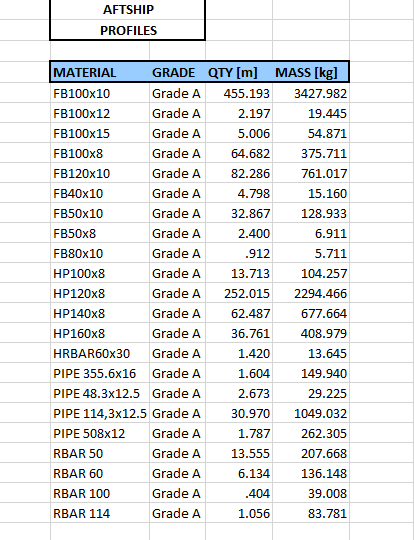 AFTSHIP
PROFILES
MATERIAL GRADE QTY [m] MASS [kg]
FB100x10 Grade A 455.193 3427.982
FB100x12 Grade A 2.197 19.445
FB100x15 Grade A 5.006 54.871
FB100x8 Grade A 64.682 375.711
FB120x10 Grade A 82.286 761.017
FB40x10 Grade A 4.798 15.160
FB50x10 Grade A 32.867 128.933
FB50x8 Grade A 2.400 6.911
FB80x10 Grade A .912 5.711
HP100x8 Grade A 13.713 104.257
HP120x8 Grade A 252.015 2294.466
HP140x8 Grade A 62.487 677.664
HP160x8 Grade A 36.761 408.979
HRBAR60x30 Grade A 1.420 13.645
PIPE 355.6x16 Grade A 1.604 149.940
PIPE 48.3x12.5 Grade A 2.673 29.225
PIPE 114,3x12.5 Grade A 30.970 1049.032
PIPE 508x12 Grade A 1.787 262.305
RBAR 50 Grade A 13.555 207.668
RBAR 60 Grade A 6.134 136.148
RBAR 100 Grade A .404 39.008
RBAR 114 Grade A 1.056 83.781